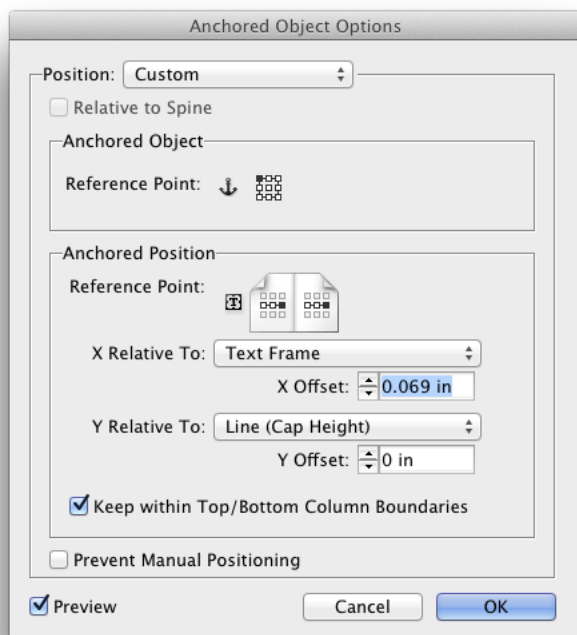 Anchored Object Options
Position: Custom
Relative to Spine
Anchored Object
Reference Point:
Anchored Position
Reference Point:
T
X Relative To: Text Frame
X Offset: 0.069 in
Y Relative To: Line (Cap Height)
Y Offset: 0 in
Keep within Top/Bottom Column Boundaries
Prevent Manual Positioning
Preview Cancel OK